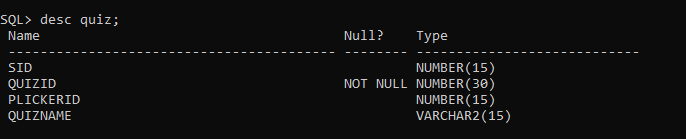 SQL> desc quiz;
 Name                                      Null?    Type
 ----------------------------------------- -------- ----------------------------
 SID                                                NUMBER(15)
 QUIZID                                    NOT NULL NUMBER(30)
 PLICKERID                                          NUMBER(15)
 QUIZNAME                                           VARCHAR2(15)